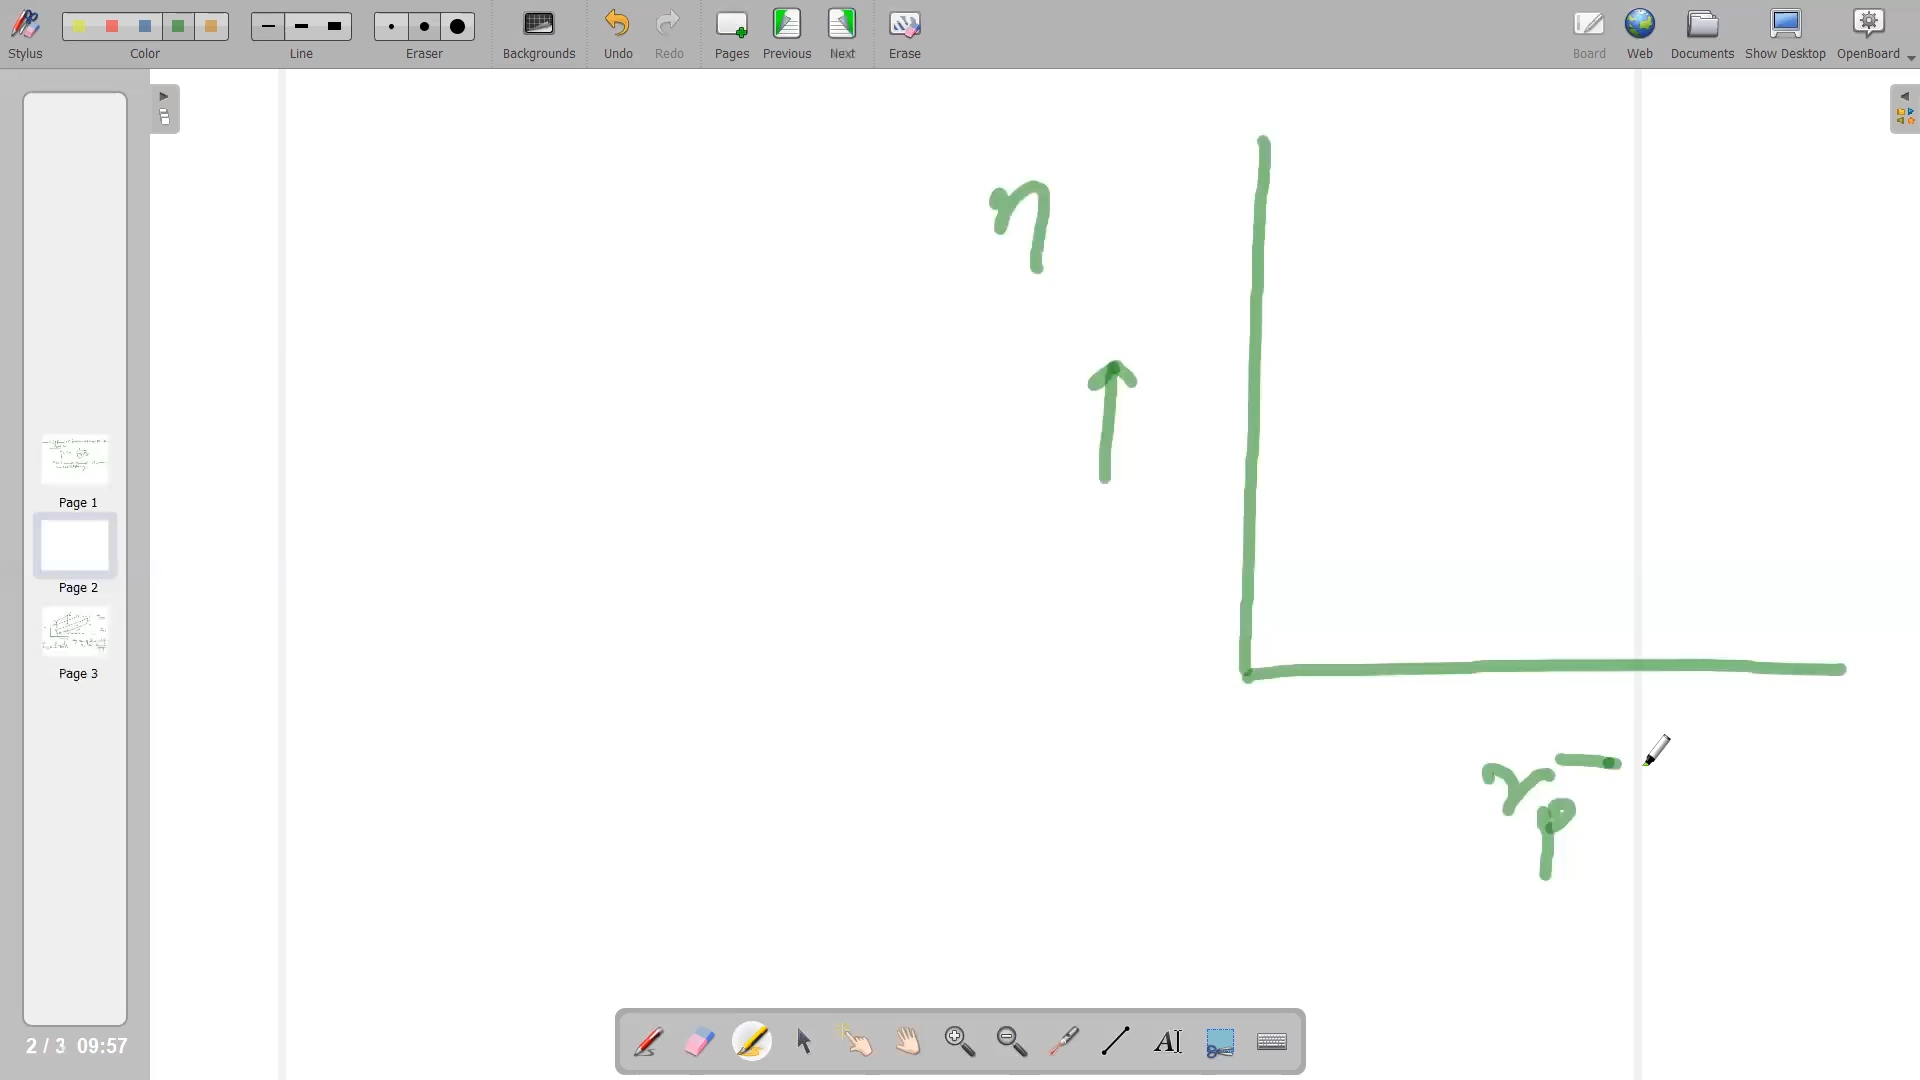 Stylus Color Line Eraser Backgrounds Undo Redo Pages Previous Next Erase Board Web Documents Show Desktop OpenBoard
η
r_p
Page 1
Page 2
Page 3
2 / 3 09:57